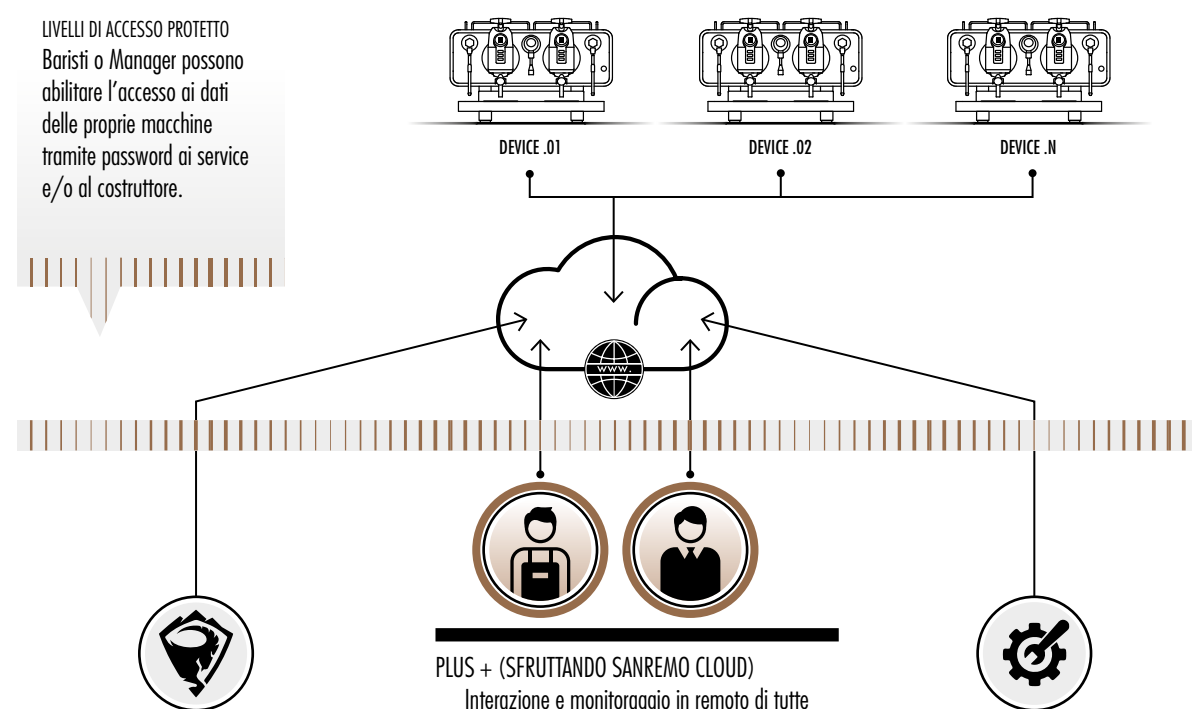 LIVELLI DI ACCESSO PROTETTO
Baristi o Manager possono
abilitare l’accesso ai dati
delle proprie macchine
tramite password ai service
e/o al costruttore.
DEVICE .01
DEVICE .02
DEVICE .N
WWW.
PLUS + (SFRUTTANDO SANREMO CLOUD)
Interazione e monitoraggio in remoto di tutte